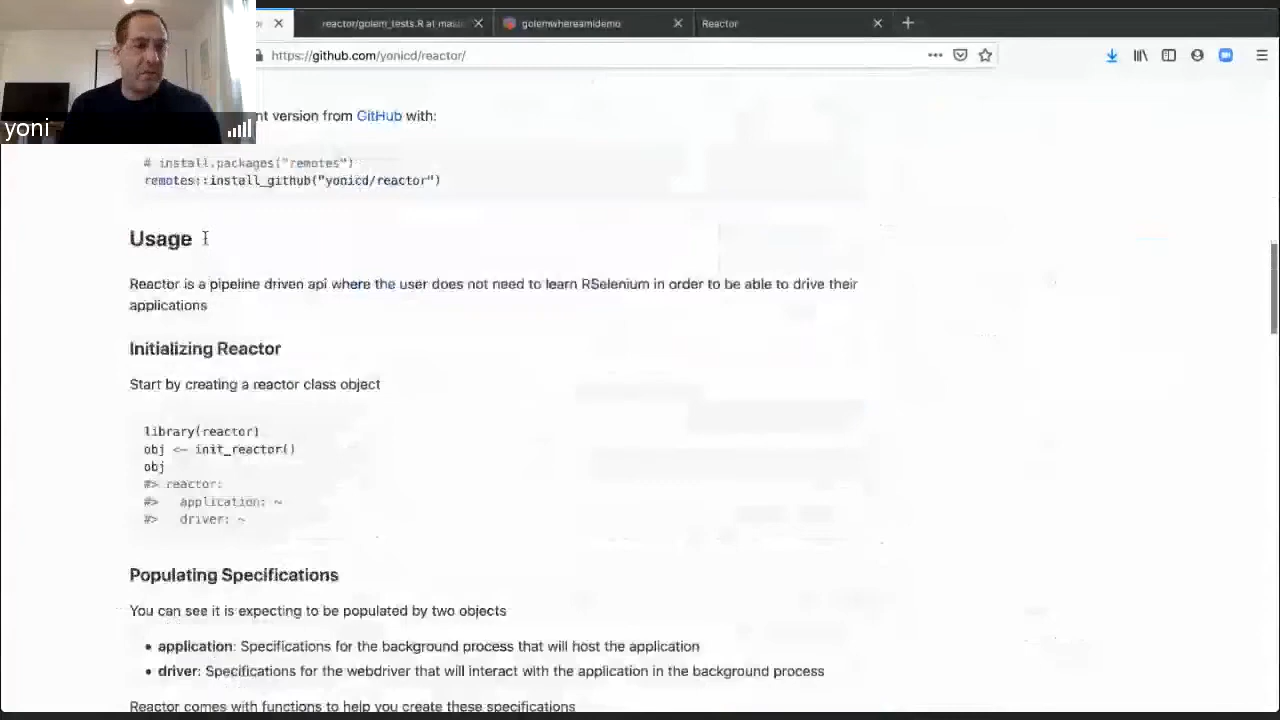 reactor/golem_tests.R at mast
golemwhereamidemo
Reactor
https://github.com/yonicd/reactor/
yoni
nt version from GitHub with:
# install.packages("remotes")
remotes::install_github("yonicd/reactor")
Usage
Reactor is a pipeline driven api where the user does not need to learn RSelenium in order to be able to drive their
applications
Initializing Reactor
Start by creating a reactor class object
library(reactor)
obj <- init_reactor()
obj
#> reactor:
#>   application: ~
#>   driver: ~
Populating Specifications
You can see it is expecting to be populated by two objects
• application: Specifications for the background process that will host the application
• driver: Specifications for the webdriver that will interact with the application in the background process
Reactor comes with functions to help you create these specifications